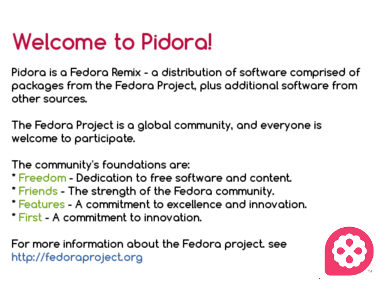 Welcome to Pidora!
Pidora is a Fedora Remix - a distribution of software comprised of
packages from the Fedora Project, plus additional software from
other sources.
The Fedora Project is a global community, and everyone is
welcome to participate.
The community's foundations are:
* Freedom - Dedication to free software and content.
* Friends - The strength of the Fedora community.
* Features - A commitment to excellence and innovation.
* First - A commitment to innovation.
For more information about the Fedora project. see
http://fedoraproject.org